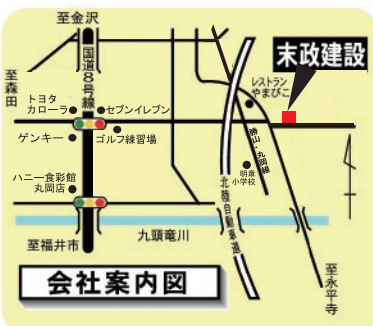 至金沢
末政建設
国道8号線
至森田
レストラン
やまびこ
トヨタ
カローラ
セブンイレブン
ゲンキー
ゴルフ練習場
勝山・丸岡線
明章
小学校
ハニー食彩館
丸岡店
北陸自動車道
九頭竜川
至福井市
至永平寺
会社案内図